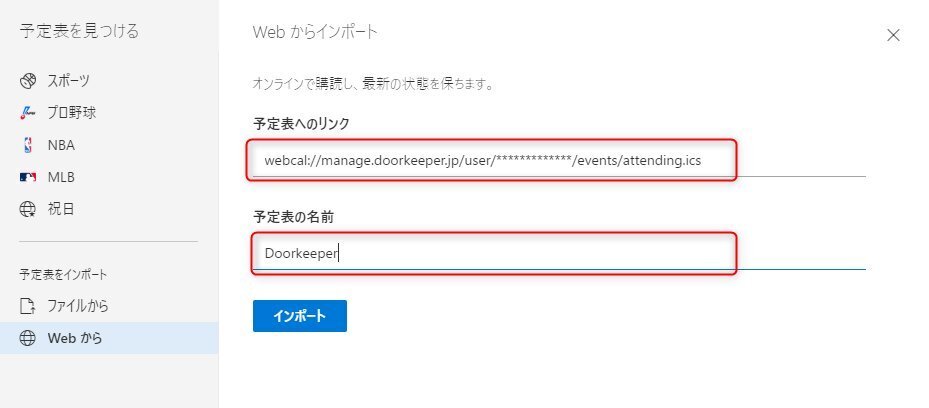 予定表を見つける
スポーツ
プロ野球
NBA
MLB
祝日
予定表をインポート
ファイルから
Web から
Web からインポート
オンラインで購読し、最新の状態を保ちます。
予定表へのリンク
webcal://manage.doorkeeper.jp/user/*************/events/attending.ics
予定表の名前
Doorkeeper
インポート